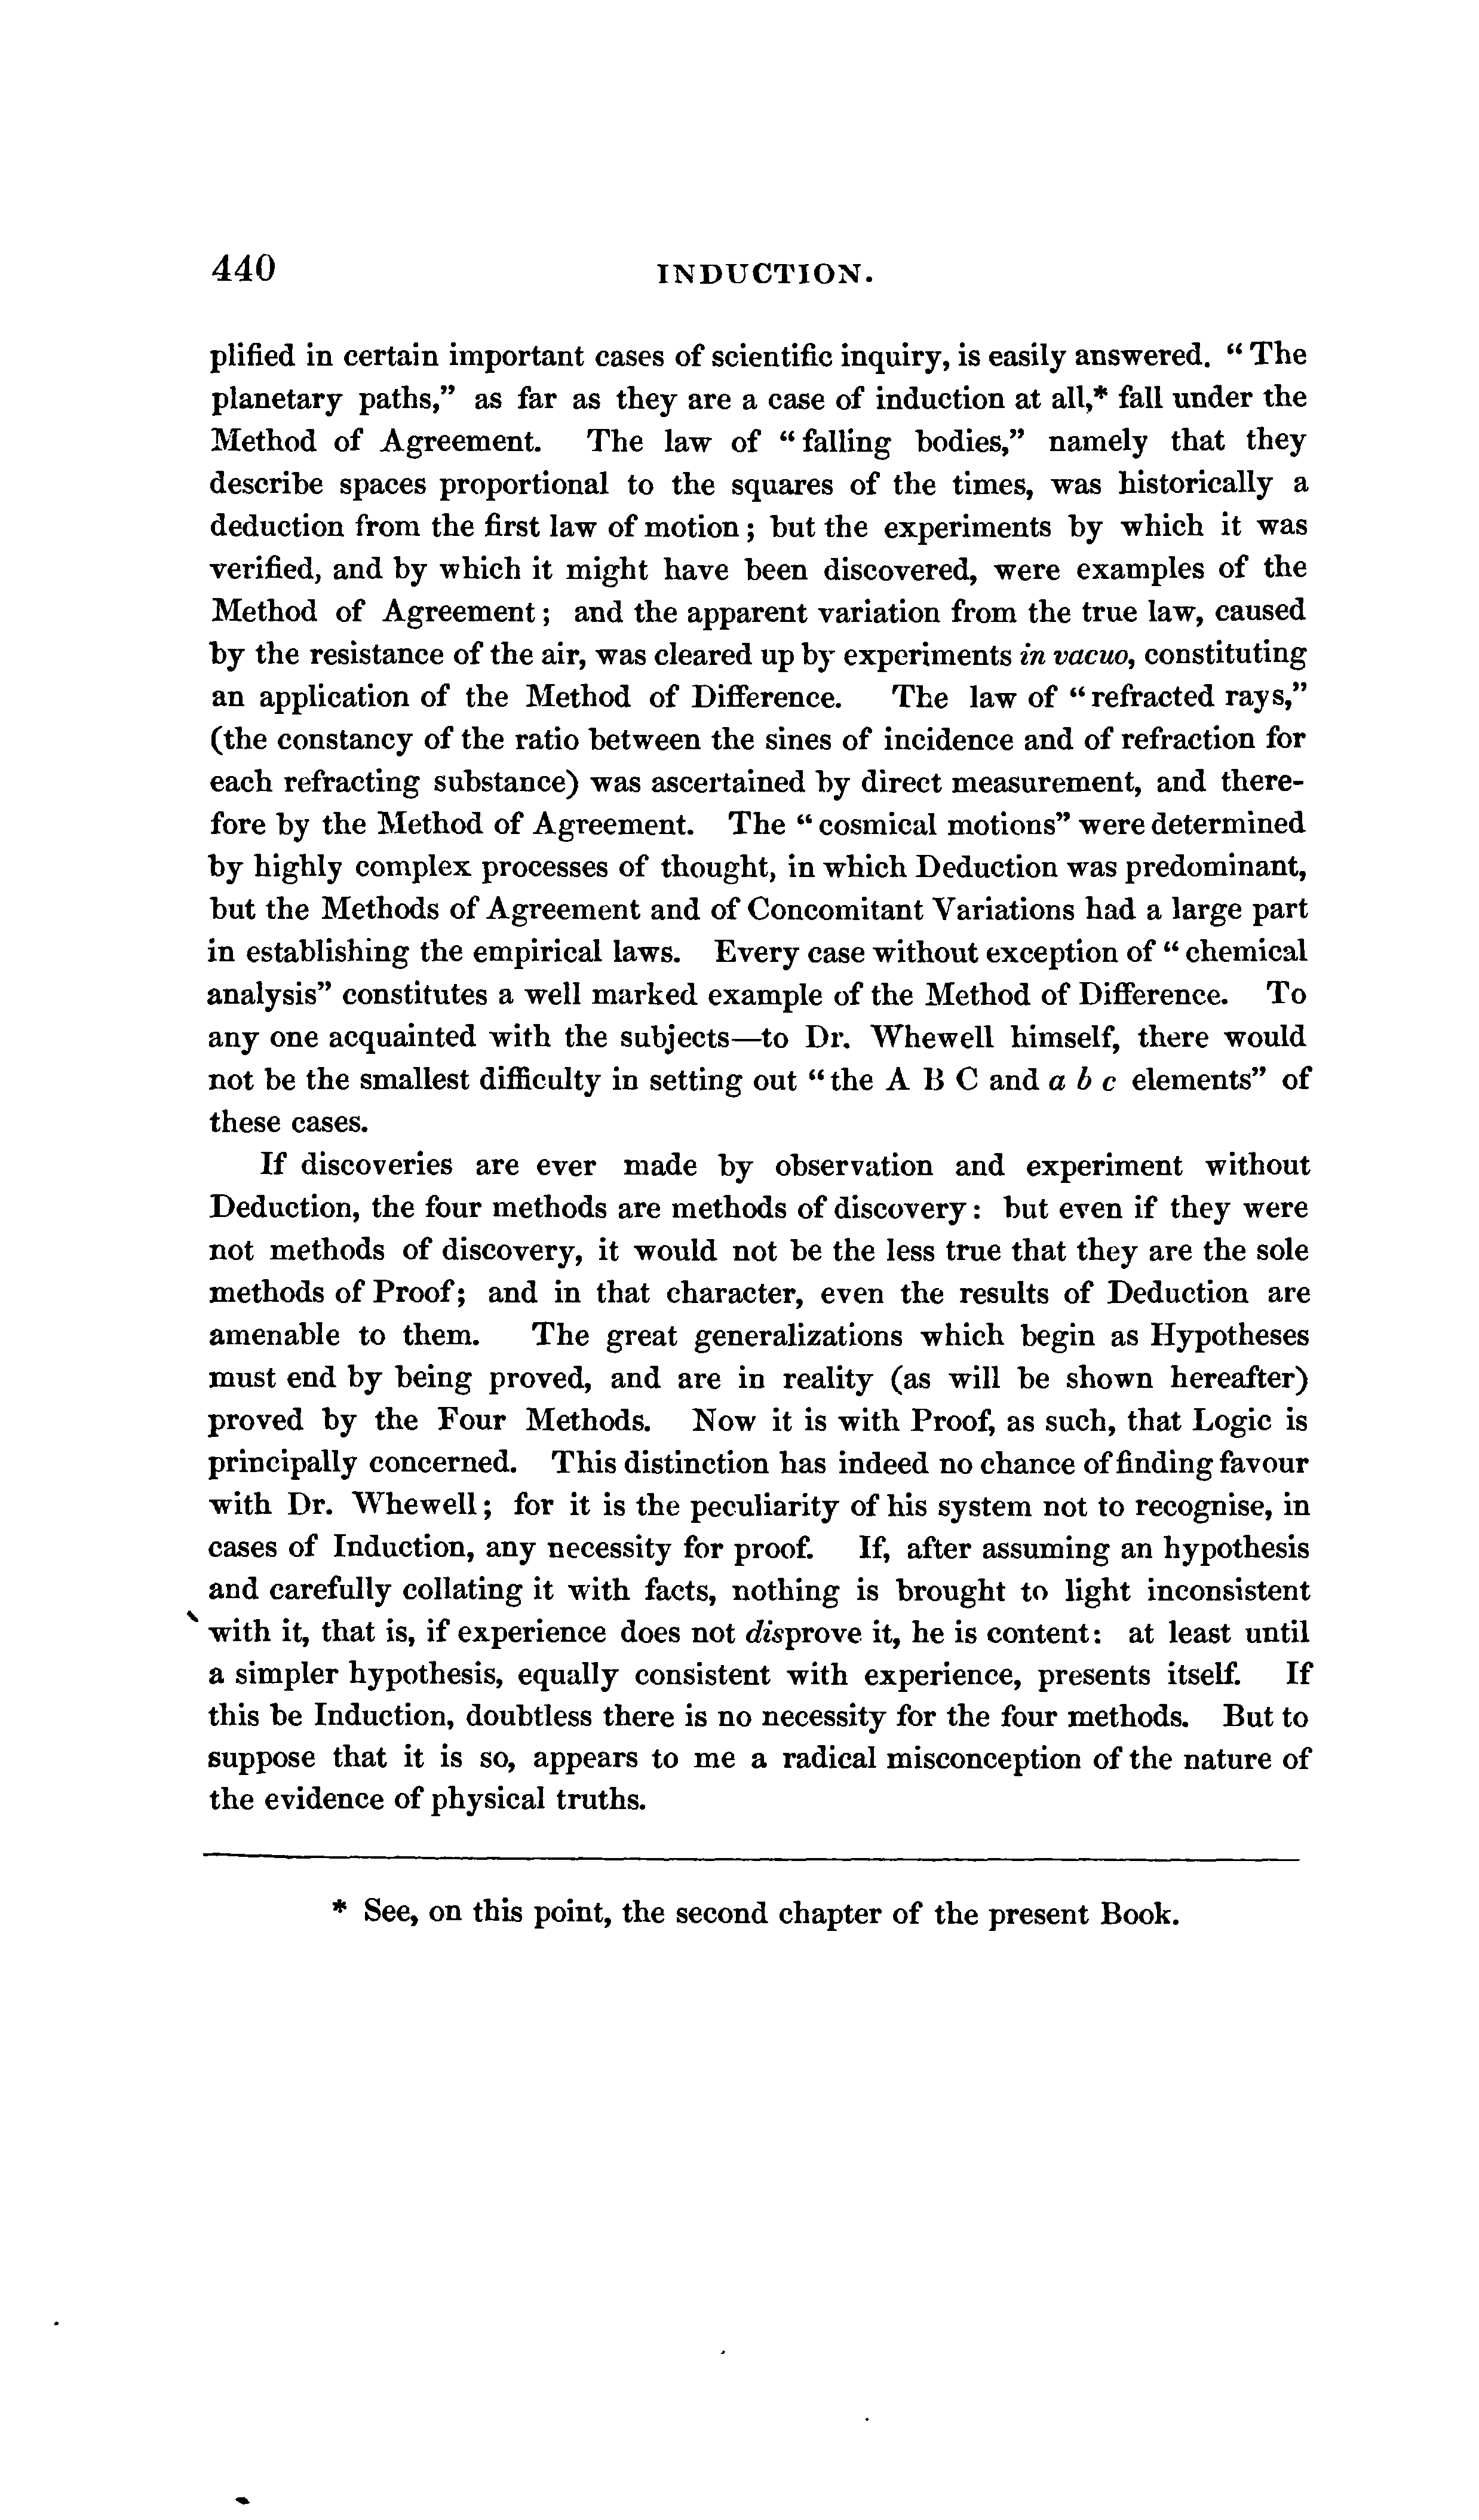 440 INDUCTION.
plified in certain important cases of scientific inquiry, is easily answered. “The
planetary paths,” as far as they are a case of induction at all,* fall under the
Method of Agreement. The law of “falling bodies,” namely that they
describe spaces proportional to the squares of the times, was historically a
deduction from the first law of motion; but the experiments by which it was
verified, and by which it might have been discovered, were examples of the
Method of Agreement; and the apparent variation from the true law, caused
by the resistance of the air, was cleared up by experiments in vacuo, constituting
an application of the Method of Difference. The law of “refracted rays,”
(the constancy of the ratio between the sines of incidence and of refraction for
each refracting substance) was ascertained by direct measurement, and there-
fore by the Method of Agreement. The “cosmical motions” were determined
by highly complex processes of thought, in which Deduction was predominant,
but the Methods of Agreement and of Concomitant Variations had a large part
in establishing the empirical laws. Every case without exception of “chemical
analysis” constitutes a well marked example of the Method of Difference. To
any one acquainted with the subjects—to Dr. Whewell himself, there would
not be the smallest difficulty in setting out “the A B C and a b c elements” of
these cases.
If discoveries are ever made by observation and experiment without
Deduction, the four methods are methods of discovery: but even if they were
not methods of discovery, it would not be the less true that they are the sole
methods of Proof; and in that character, even the results of Deduction are
amenable to them. The great generalizations which begin as Hypotheses
must end by being proved, and are in reality (as will be shown hereafter)
proved by the Four Methods. Now it is with Proof, as such, that Logic is
principally concerned. This distinction has indeed no chance of finding favour
with Dr. Whewell; for it is the peculiarity of his system not to recognise, in
cases of Induction, any necessity for proof. If, after assuming an hypothesis
and carefully collating it with facts, nothing is brought to light inconsistent
with it, that is, if experience does not disprove it, he is content: at least until
a simpler hypothesis, equally consistent with experience, presents itself. If
this be Induction, doubtless there is no necessity for the four methods. But to
suppose that it is so, appears to me a radical misconception of the nature of
the evidence of physical truths.
* See, on this point, the second chapter of the present Book.